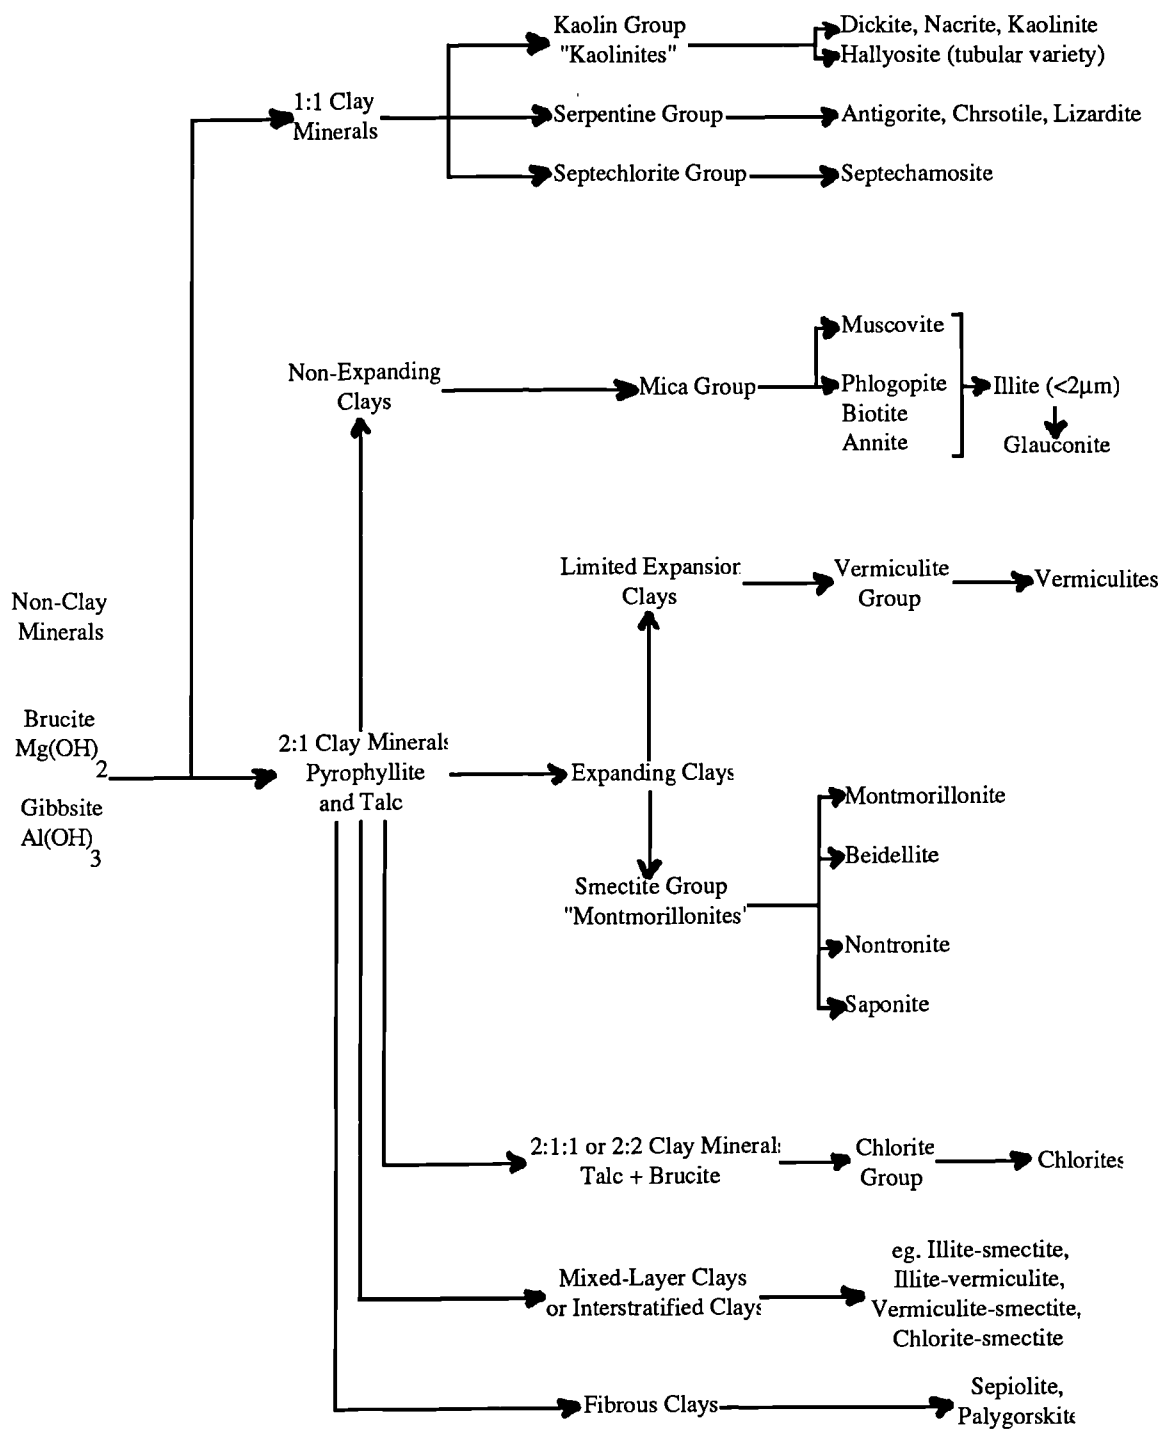 Kaolin Group
"Kaolinites"
Dickite, Nacrite, Kaolinite
Hallyosite (tubular variety)
1:1 Clay
Minerals
Serpentine Group
Antigorite, Chrsotile, Lizardite
Septechlorite Group
Septechamosite
Non-Expanding
Clays
Mica Group
Muscovite
Phlogopite
Biotite
Annite
Illite (<2μm)
Glauconite
Limited Expansion
Clays
Vermiculite
Group
Vermiculites
Non-Clay
Minerals
Brucite
Mg(OH)2
Gibbsite
Al(OH)3
2:1 Clay Minerals
Pyrophyllite
and Talc
Expanding Clays
Smectite Group
"Montmorillonites'
Montmorillonite
Beidellite
Nontronite
Saponite
2:1:1 or 2:2 Clay Minerals
Talc + Brucite
Chlorite
Group
Chlorites
Mixed-Layer Clays
or Interstratified Clays
eg. Illite-smectite,
Illite-vermiculite,
Vermiculite-smectite,
Chlorite-smectite
Fibrous Clays
Sepiolite,
Palygorskite